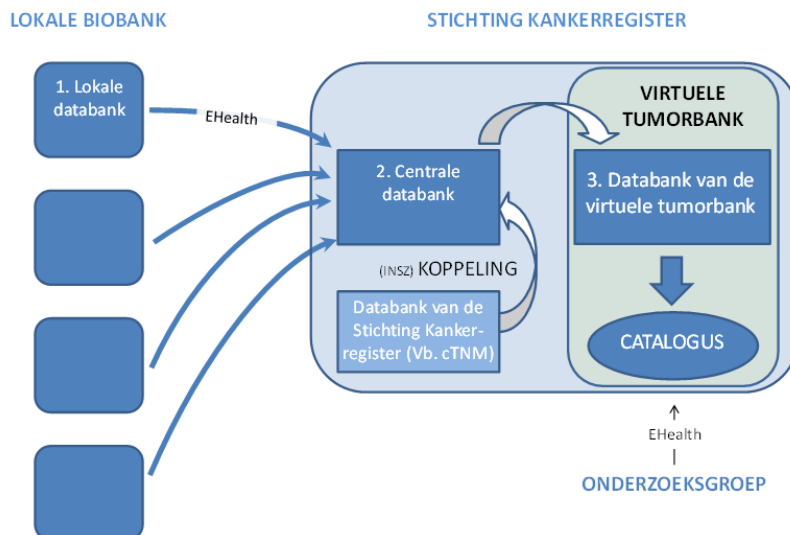 LOKALE BIOBANK
STICHTING KANKERREGISTER
1. Lokale
databank
EHealth
VIRTUELE
TUMORBANK
2. Centrale
databank
3. Databank van de
virtuele tumorbank
(INSZ) KOPPELING
Databank van de
Stichting Kanker-
register (Vb. cTNM)
CATALOGUS
EHealth
ONDERZOEKSGROEP